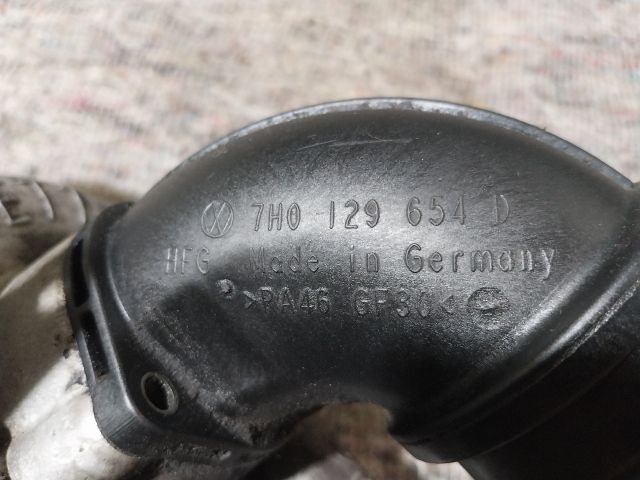 7H0 129 654 D
HFG Made in Germany
>PA46 GF30<